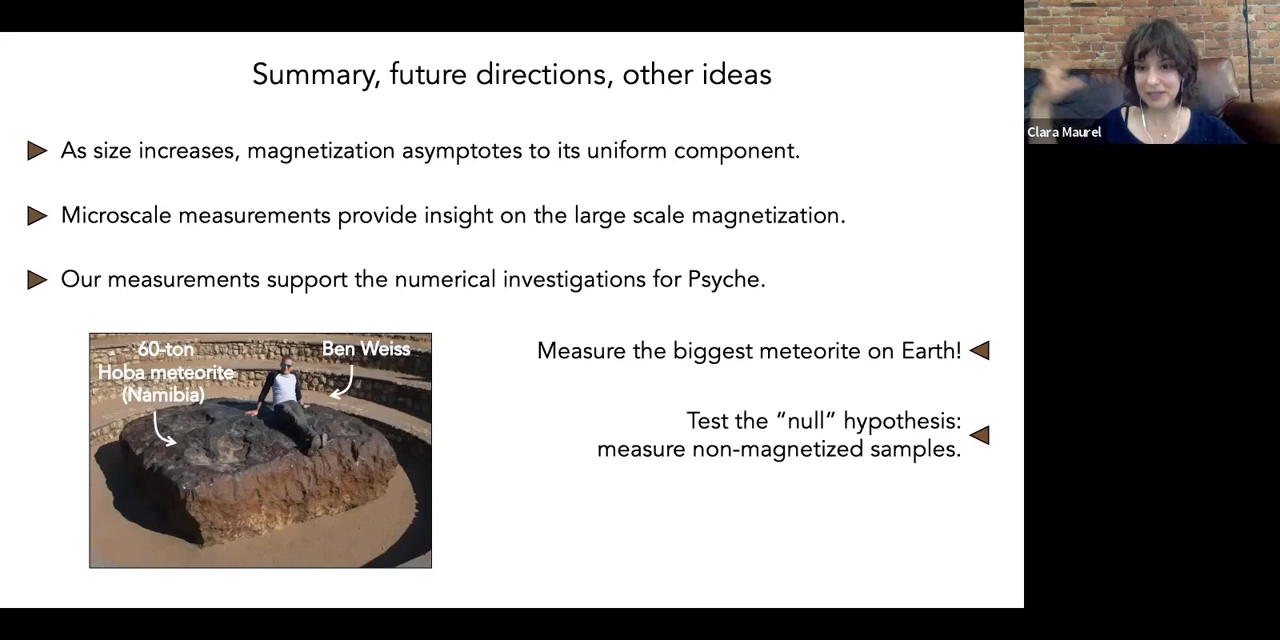 Summary, future directions, other ideas
As size increases, magnetization asymptotes to its uniform component.
Microscale measurements provide insight on the large scale magnetization.
Our measurements support the numerical investigations for Psyche.
60-ton
Hoba meteorite
(Namibia)
Ben Weiss
Measure the biggest meteorite on Earth!
Test the “null” hypothesis:
measure non-magnetized samples.
Clara Maurel